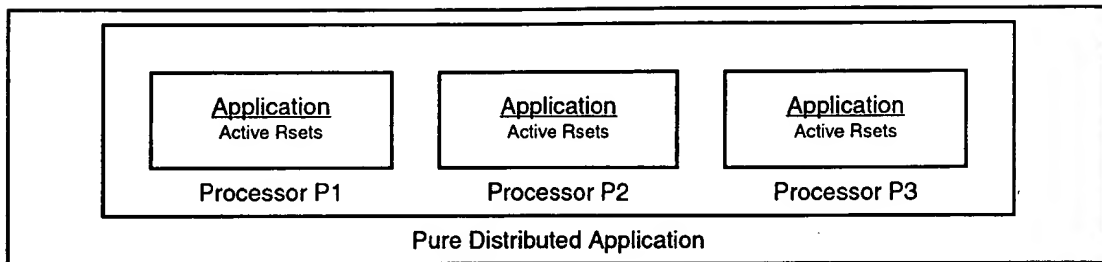 Application
Active Rsets
Application
Active Rsets
Application
Active Rsets
Processor P1
Processor P2
Processor P3
Pure Distributed Application